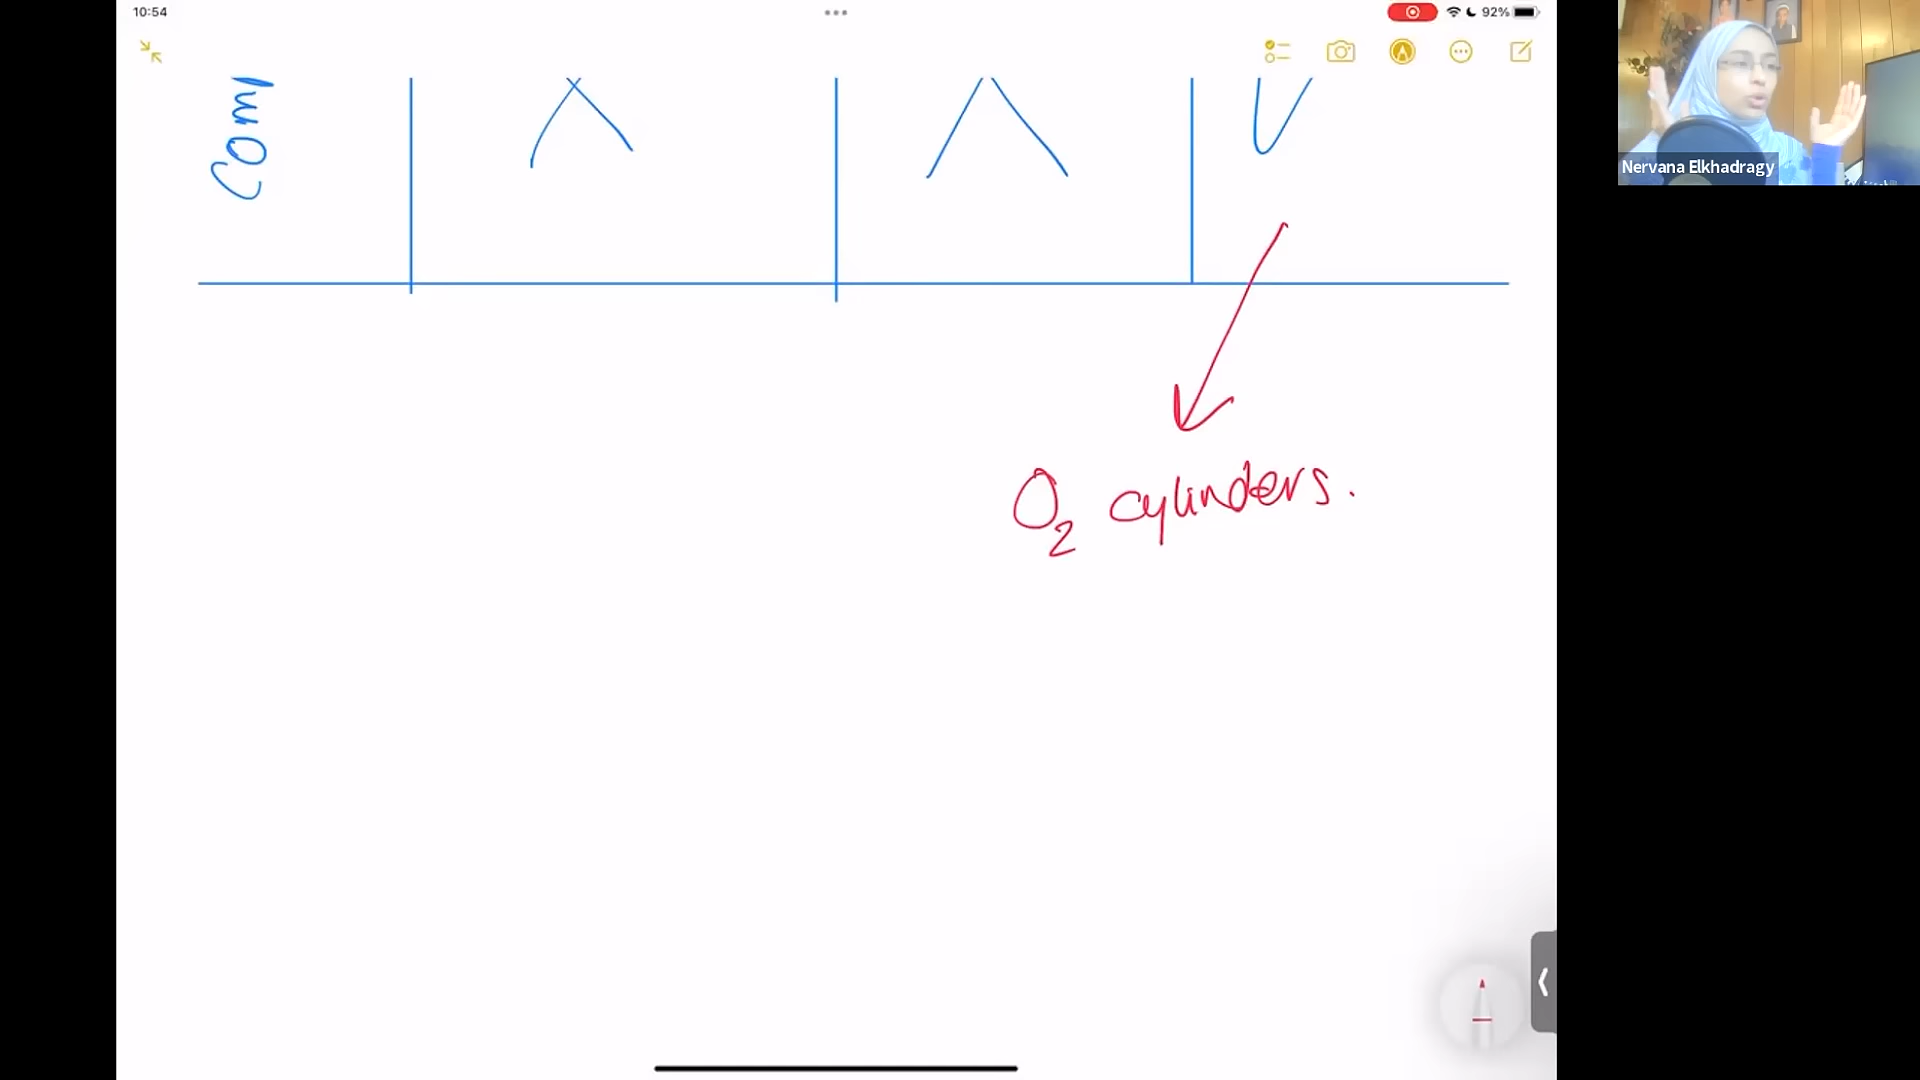 10:54
92%
Com
O₂ cylinders.
Nervana Elkhadragy